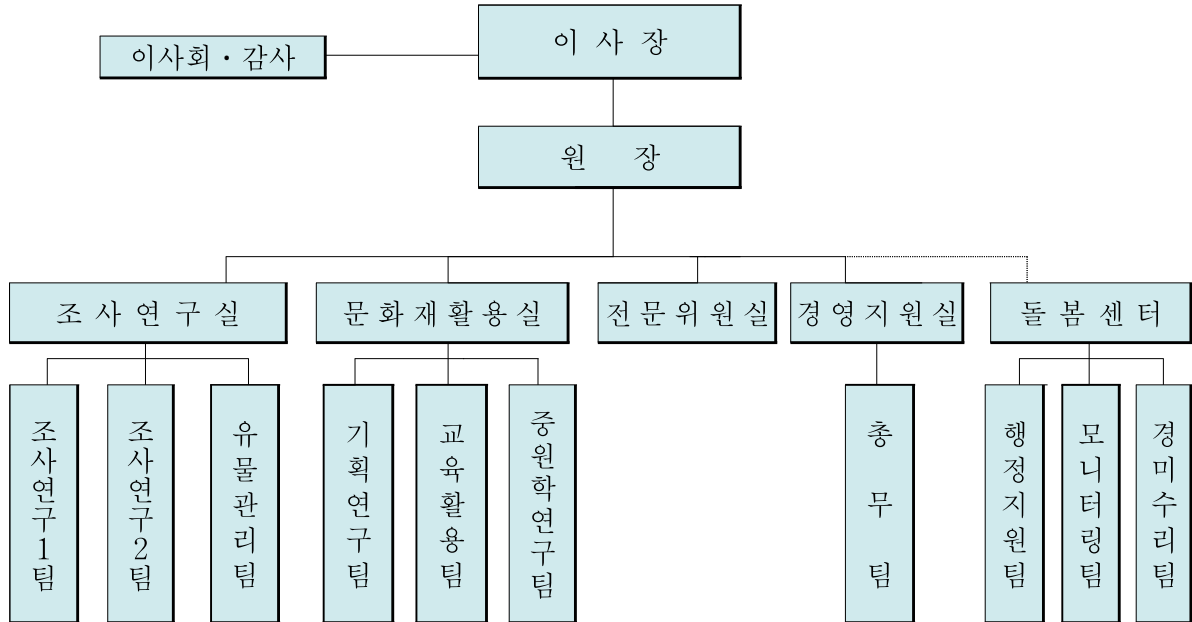 이 사 장
이사회・감사
원 장
조 사 연 구 실
문 화 재 활 용 실
전 문 위 원 실
경 영 지 원 실
돌 봄 센 터
조사연구1팀
조사연구2팀
유물관리팀
기획연구팀
교육활용팀
중원학연구팀
총무팀
행정지원팀
모니터링팀
경미수리팀